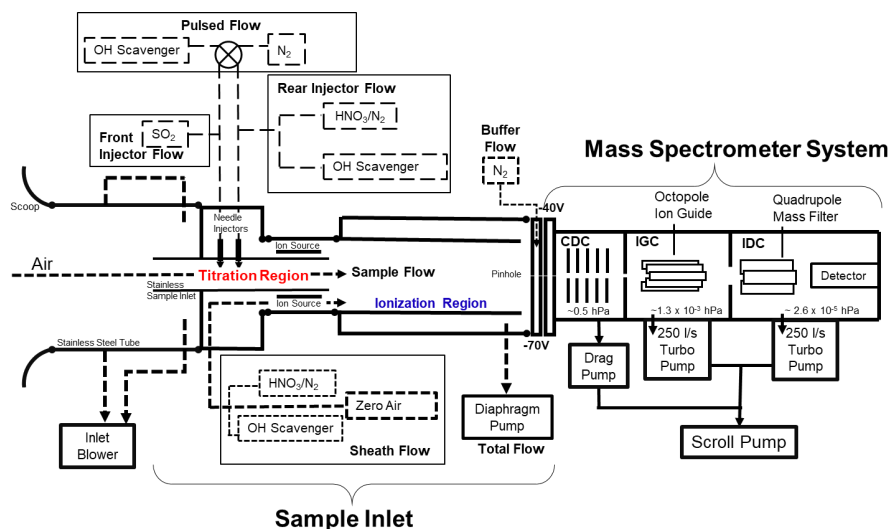 Pulsed Flow
OH Scavenger
N₂
Rear Injector Flow
HNO₃/N₂
OH Scavenger
Front
SO₂
Injector Flow
Buffer
Flow
N₂
Mass Spectrometer System
Octopole
Ion Guide
Quadrupole
Mass Filter
Scoop
Needle
Injectors
Ion Source
-40V
CDC
IGC
IDC
Air
Titration Region
Sample Flow
Pinhole
Detector
Stainless
Sample Inlet
Ion Source
Ionization Region
~0.5 hPa
~1.3 x 10⁻³ hPa
~ 2.6 x 10⁻⁵ hPa
Stainless Steel Tube
-70V
Drag
Pump
250 l/s
Turbo
Pump
250 l/s
Turbo
Pump
HNO₃/N₂
Zero Air
OH Scavenger
Sheath Flow
Diaphragm
Pump
Total Flow
Inlet
Blower
Scroll Pump
Sample Inlet